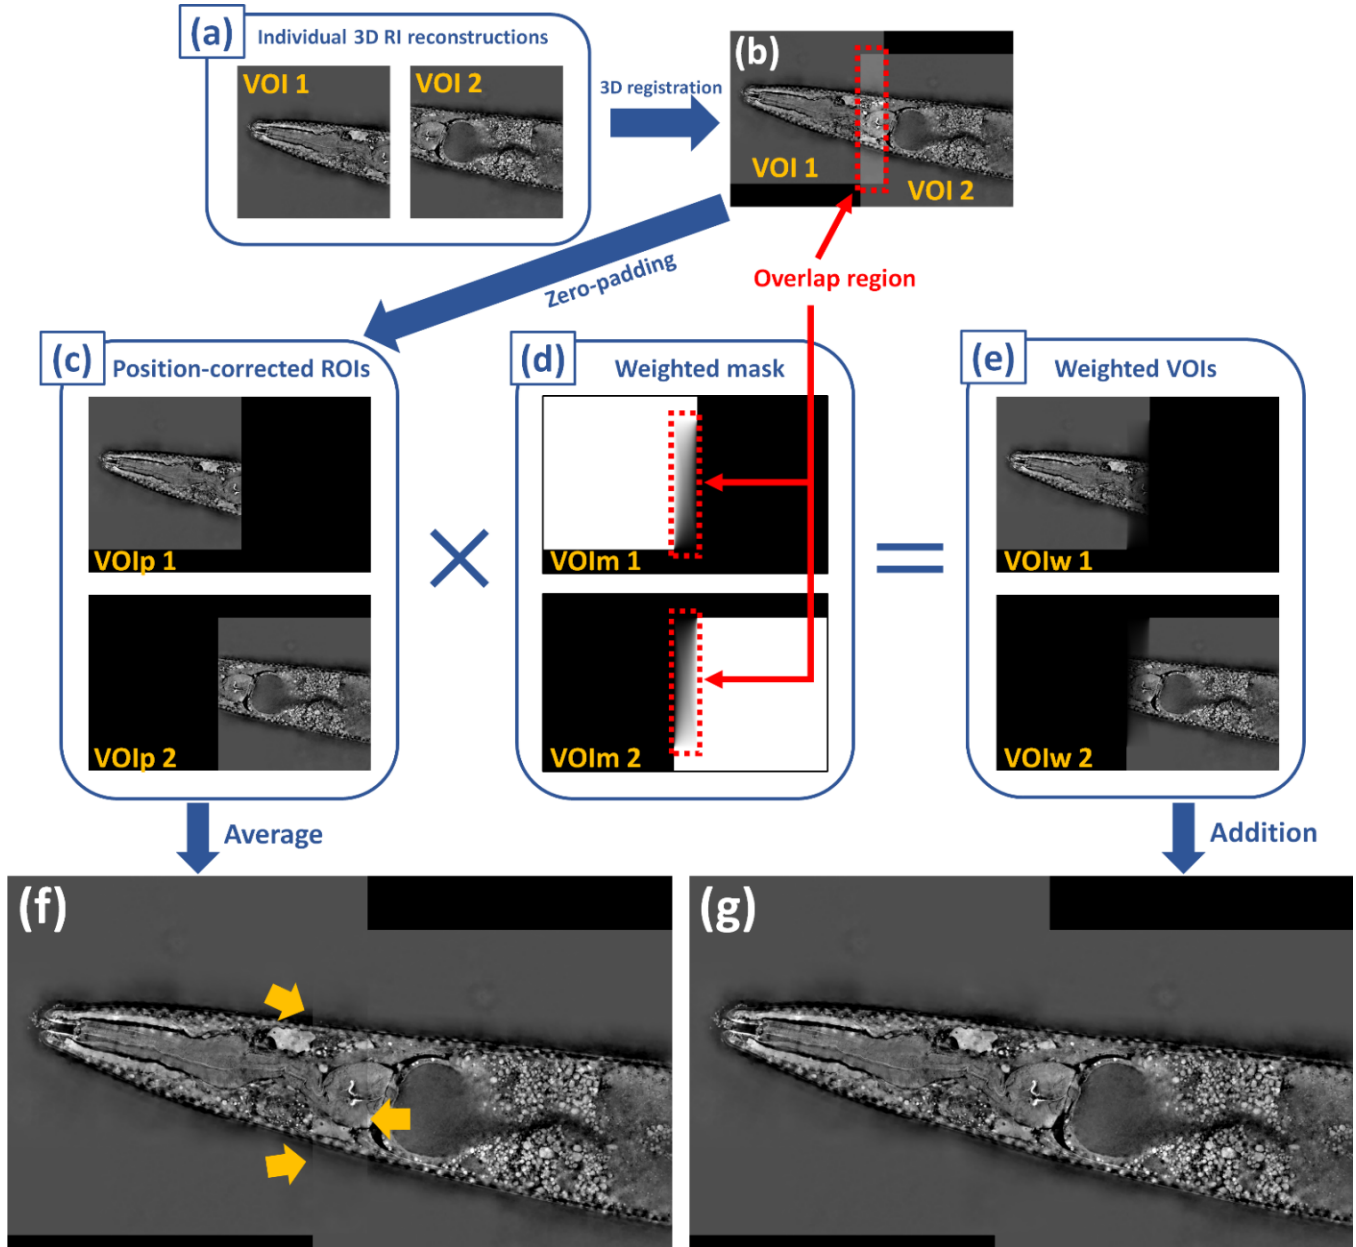 (a)
Individual 3D RI reconstructions
VOI 1
VOI 2
3D registration
(b)
VOI 1
VOI 2
Zero-padding
Overlap region
(c)
Position-corrected ROIs
VOIp 1
VOIp 2
(d)
Weighted mask
VOIm 1
VOIm 2
(e)
Weighted VOIs
VOIw 1
VOIw 2
Average
Addition
(f)
(g)